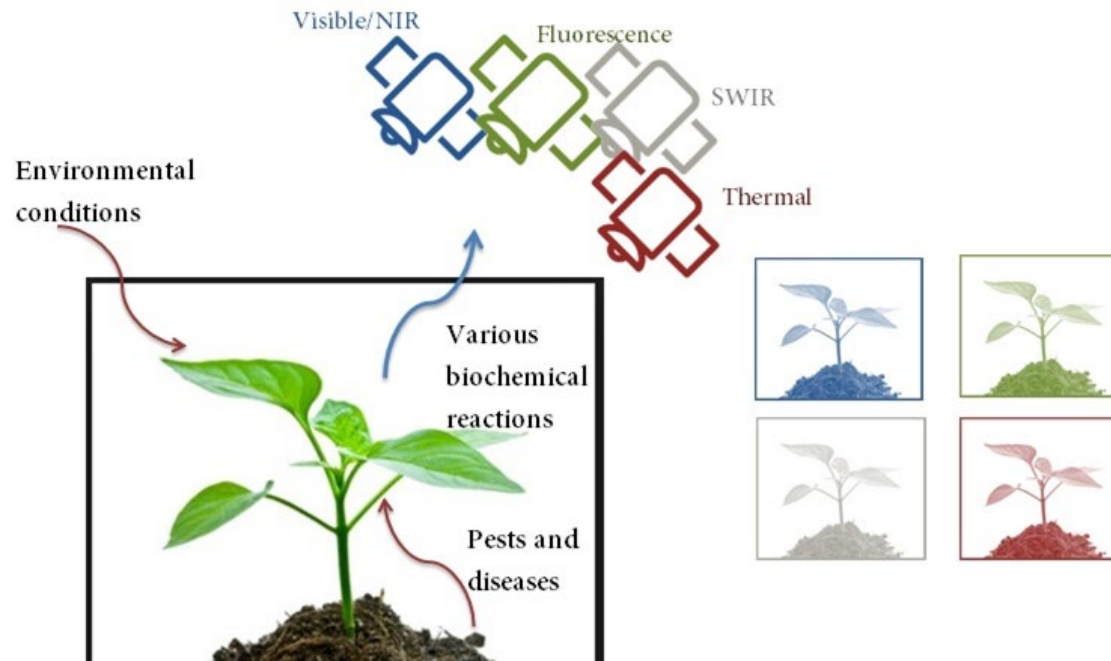 Visible/NIR
Fluorescence
SWIR
Thermal
Environmental
conditions
Various
biochemical
reactions
Pests and
diseases